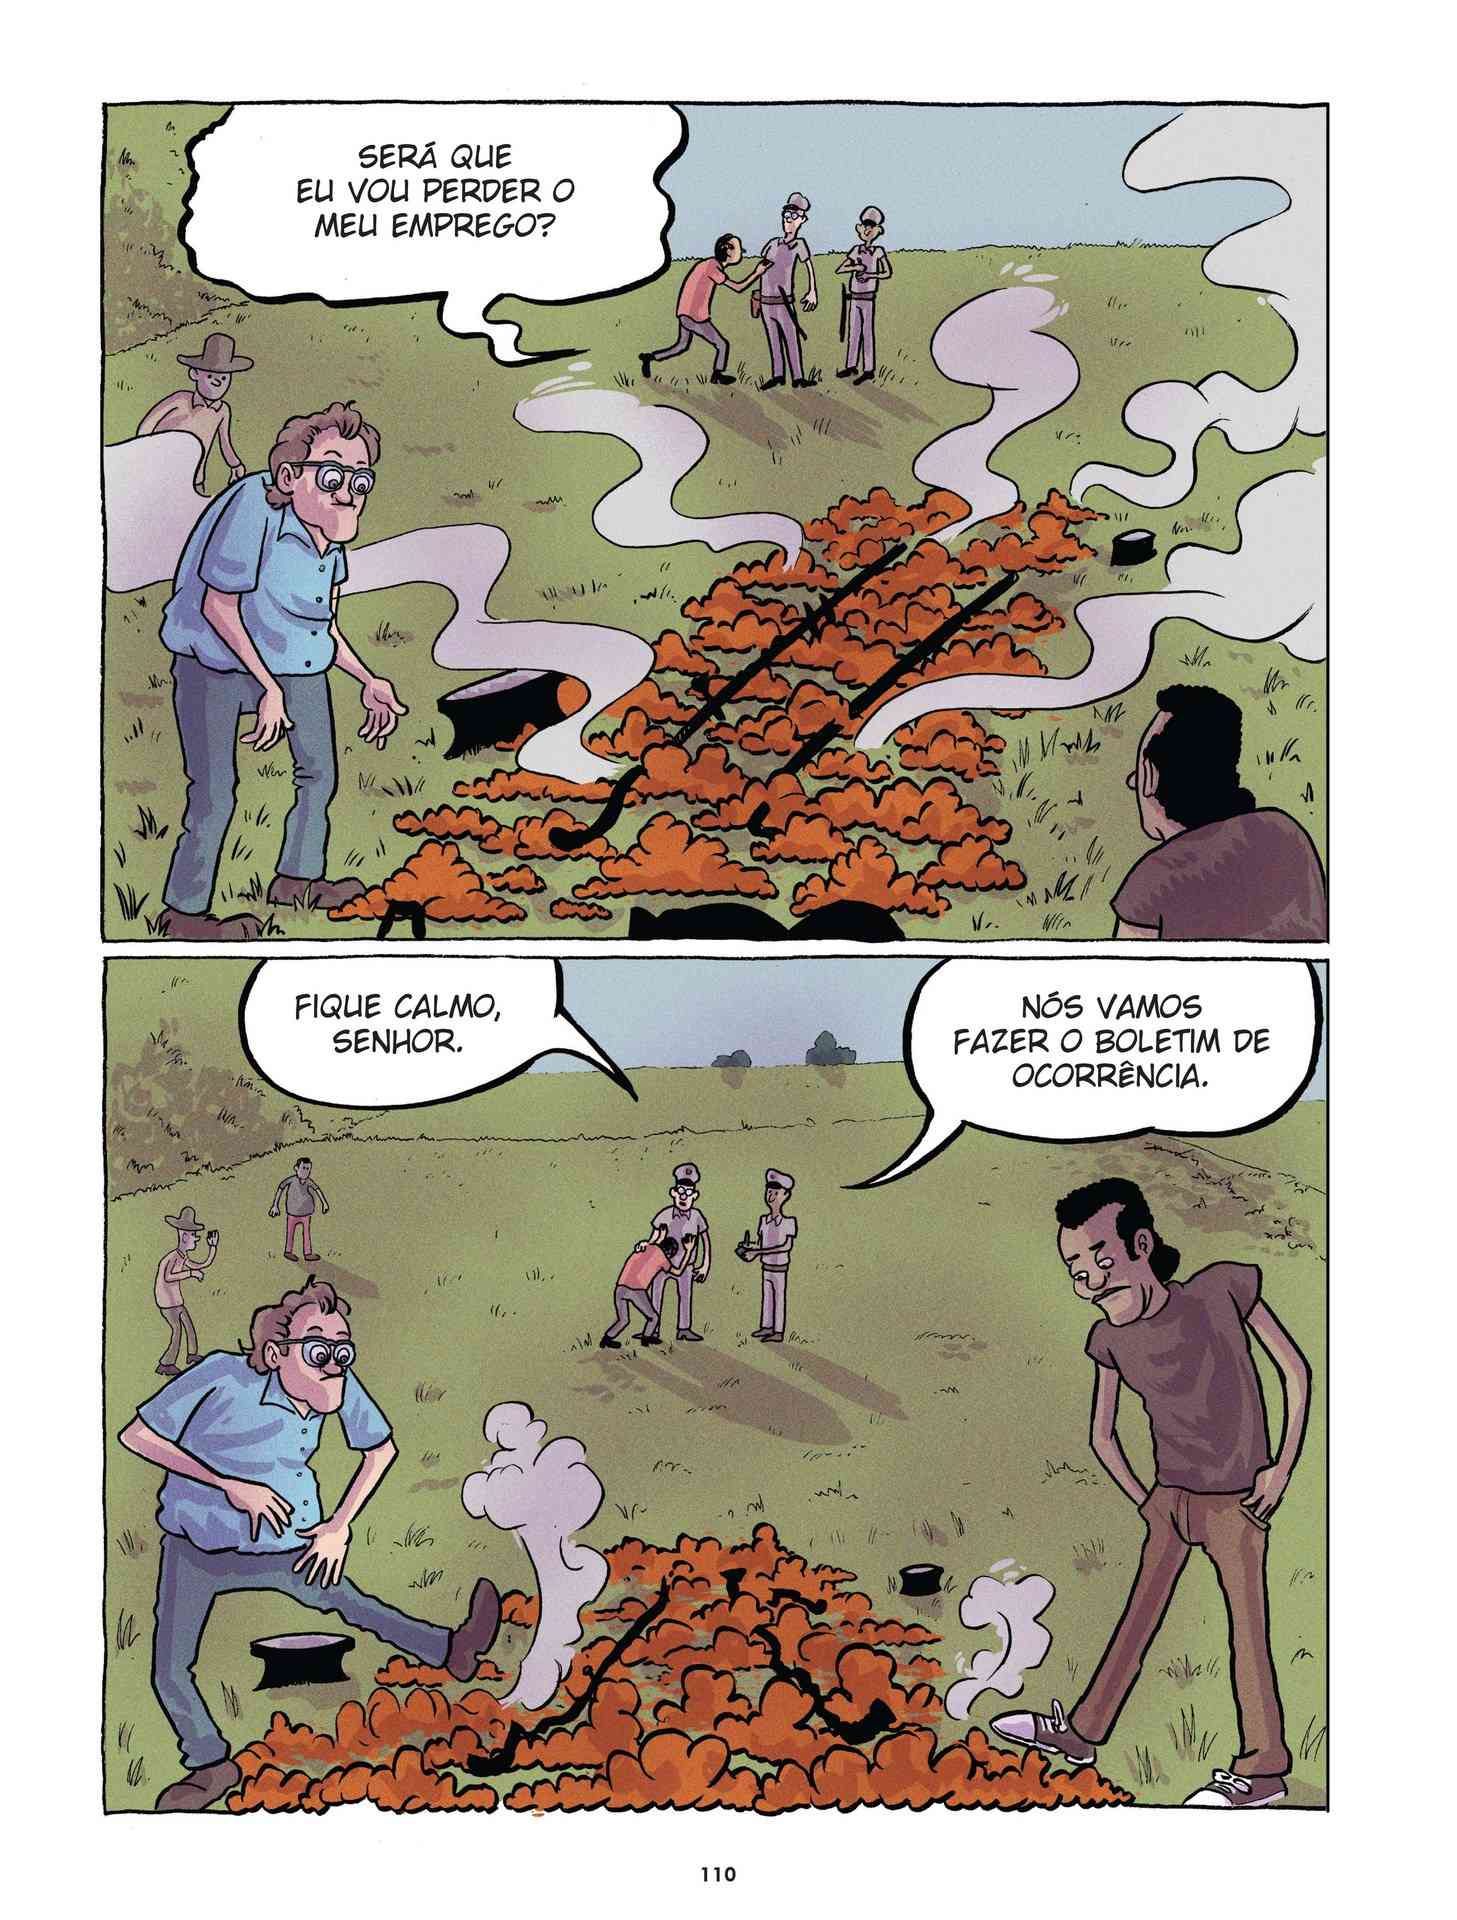 SERÁ QUE
EU VOU PERDER O
MEU EMPREGO?
FIQUE CALMO,
SENHOR.
NÓS VAMOS
FAZER O BOLETIM DE
OCORRÊNCIA.
110